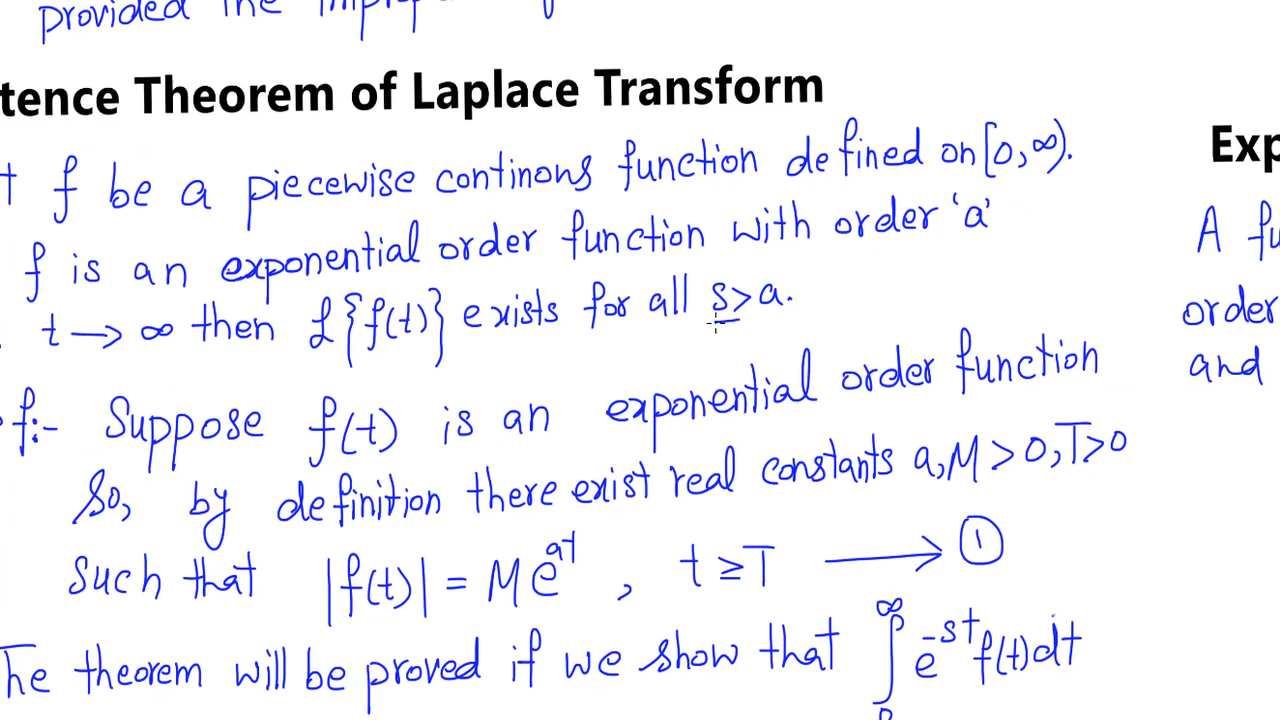 provided the
tence Theorem of Laplace Transform
f be a piecewise continous function defined on [0,∞).
f is an exponential order function with order 'a'
t → ∞ then ℒ{f(t)} exists for all s>a.
f:- Suppose f(t) is an exponential order function
So, by definition there exist real constants a, M>0, T>0
Such that |f(t)| = Me^{at} , t ≥ T → ①
The theorem will be proved if we show that ∫_0^∞ e^{-st} f(t)dt
Exp
A fu
order
and